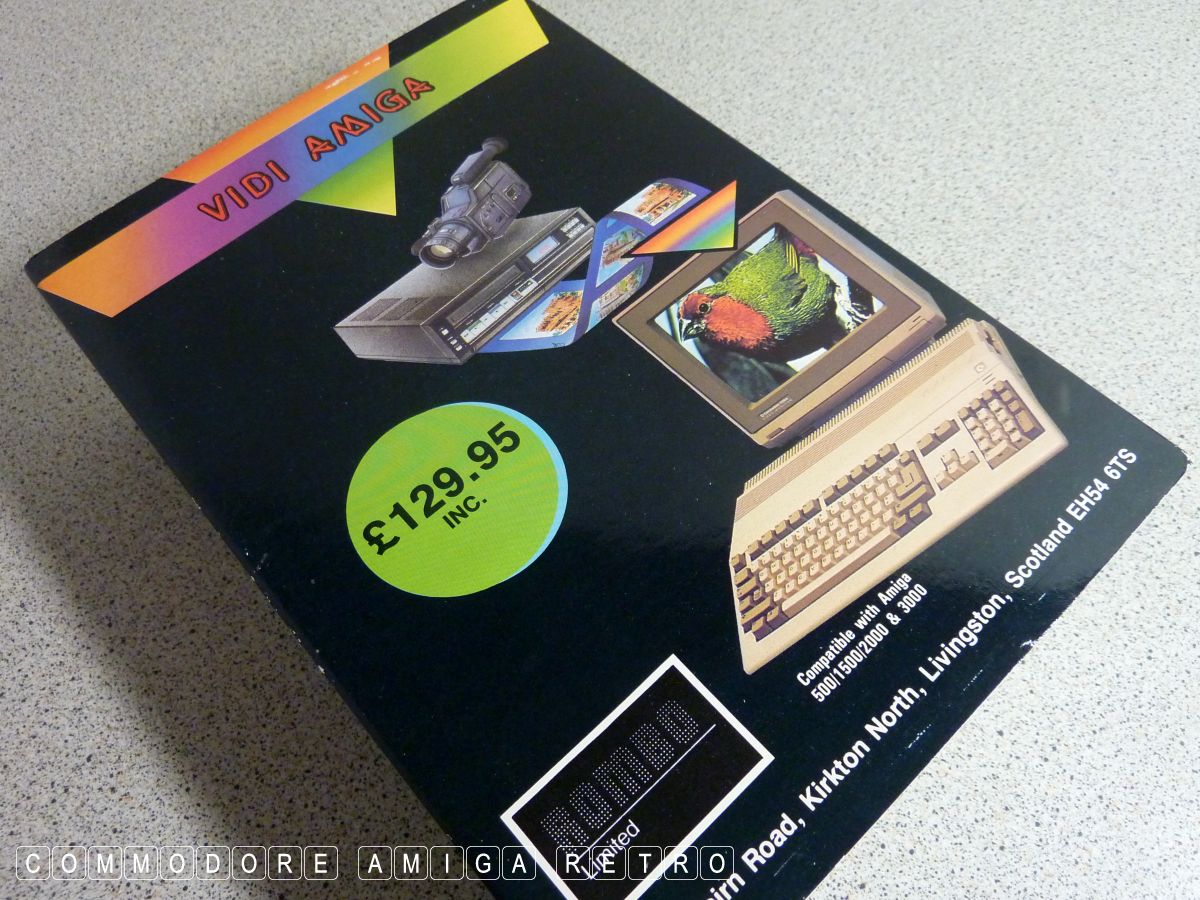 VIDI AMIGA
£129.95
INC.
Compatible with Amiga
500/1500/2000 & 3000
Limited
Road, Kirkton North, Livingston, Scotland EH54 6TS
COMMODORE AMIGA RETRO